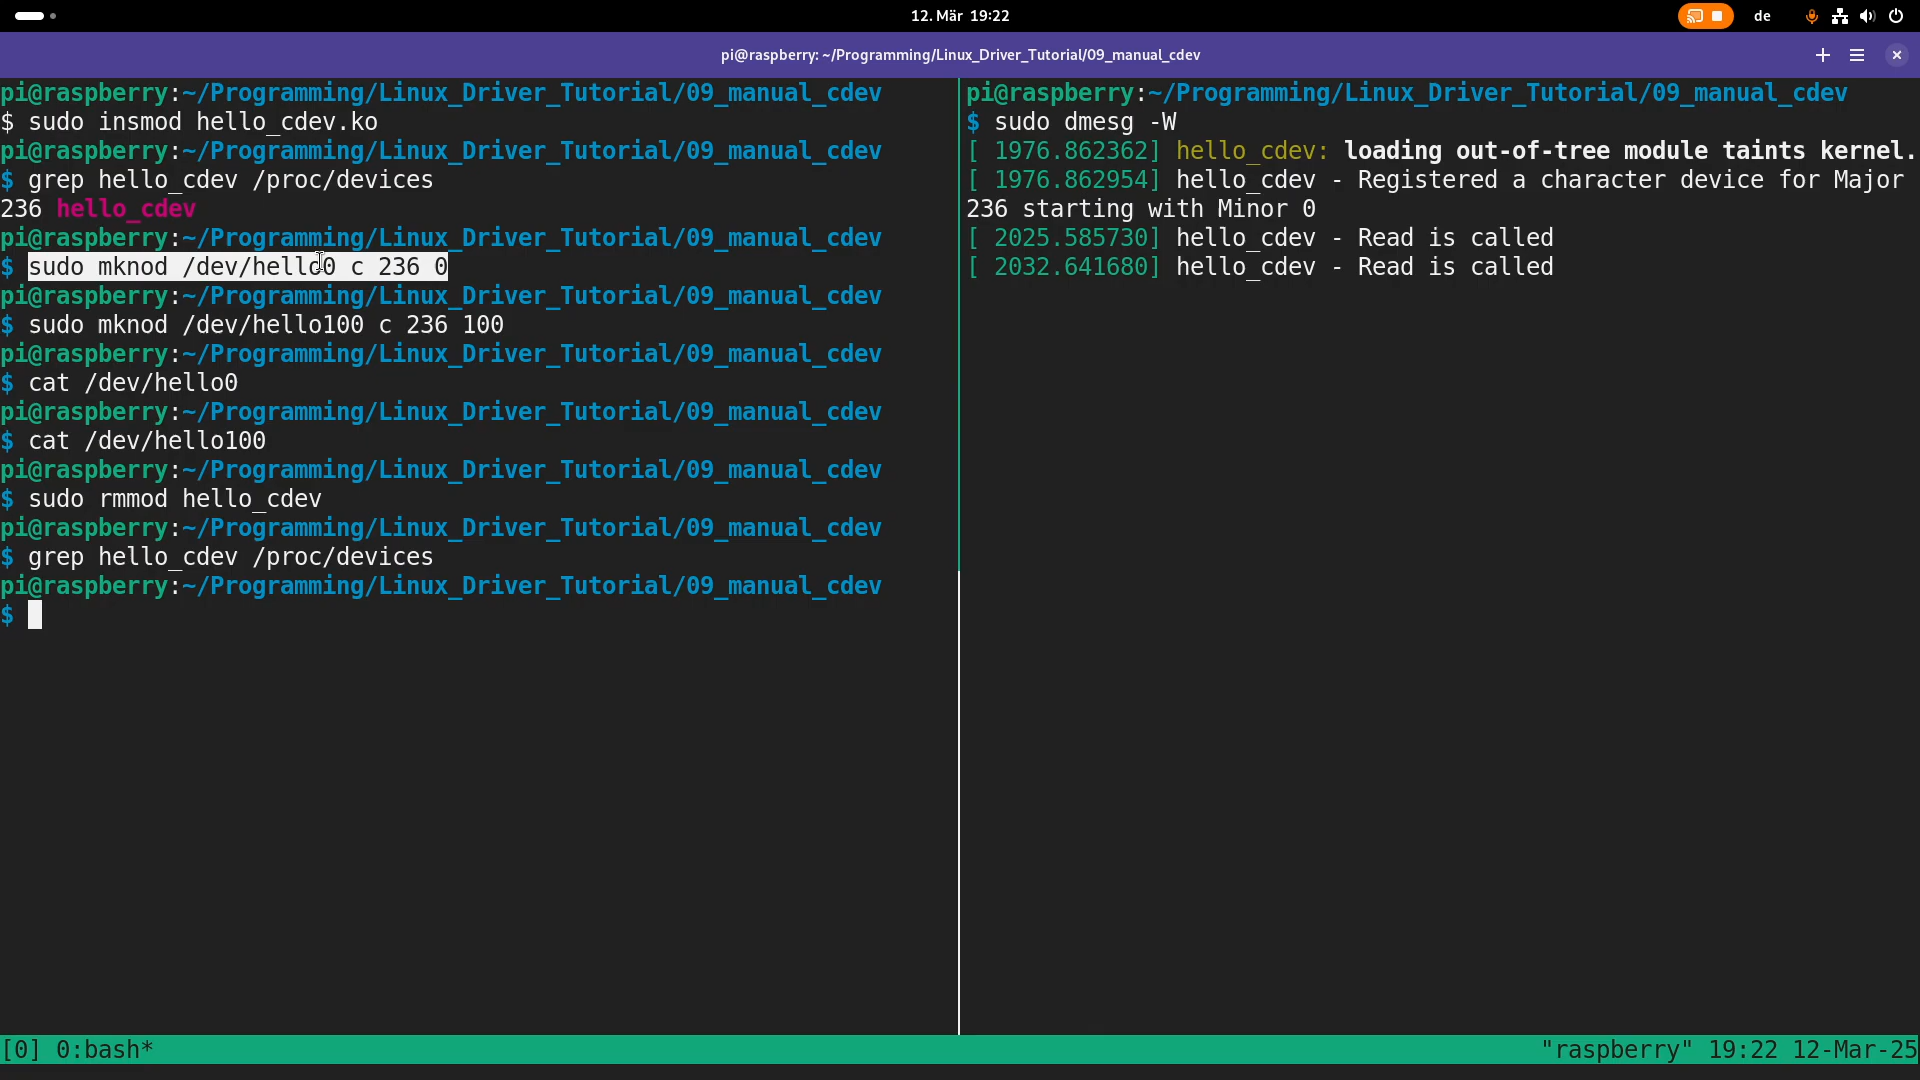 12. Mär 19:22
de
pi@raspberry: ~/Programming/Linux_Driver_Tutorial/09_manual_cdev
pi@raspberry:~/Programming/Linux_Driver_Tutorial/09_manual_cdev
$ sudo insmod hello_cdev.ko
pi@raspberry:~/Programming/Linux_Driver_Tutorial/09_manual_cdev
$ grep hello_cdev /proc/devices
236 hello_cdev
pi@raspberry:~/Programming/Linux_Driver_Tutorial/09_manual_cdev
$ sudo mknod /dev/hello0 c 236 0
pi@raspberry:~/Programming/Linux_Driver_Tutorial/09_manual_cdev
$ sudo mknod /dev/hello100 c 236 100
pi@raspberry:~/Programming/Linux_Driver_Tutorial/09_manual_cdev
$ cat /dev/hello0
pi@raspberry:~/Programming/Linux_Driver_Tutorial/09_manual_cdev
$ cat /dev/hello100
pi@raspberry:~/Programming/Linux_Driver_Tutorial/09_manual_cdev
$ sudo rmmod hello_cdev
pi@raspberry:~/Programming/Linux_Driver_Tutorial/09_manual_cdev
$ grep hello_cdev /proc/devices
pi@raspberry:~/Programming/Linux_Driver_Tutorial/09_manual_cdev
$
pi@raspberry:~/Programming/Linux_Driver_Tutorial/09_manual_cdev
$ sudo dmesg -W
[ 1976.862362] hello_cdev: loading out-of-tree module taints kernel.
[ 1976.862954] hello_cdev - Registered a character device for Major
236 starting with Minor 0
[ 2025.585730] hello_cdev - Read is called
[ 2032.641680] hello_cdev - Read is called
[0] 0:bash*
"raspberry" 19:22 12-Mar-25